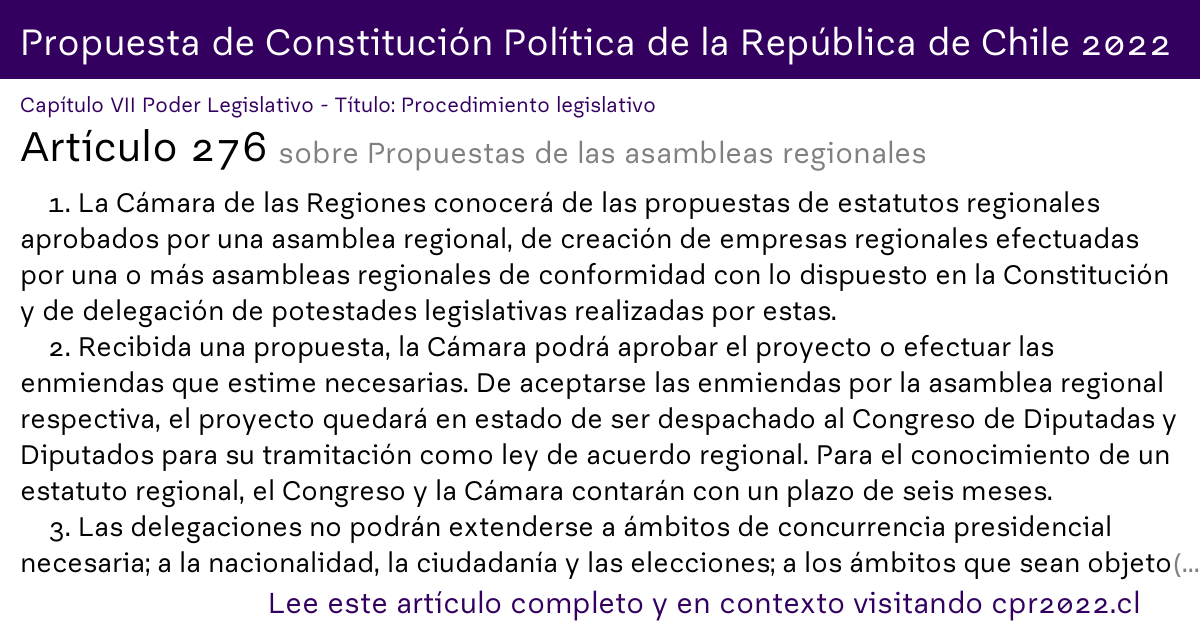 Propuesta de Constitución Política de la República de Chile 2022
Capítulo VII Poder Legislativo - Título: Procedimiento legislativo
Artículo 276 sobre Propuestas de las asambleas regionales
1. La Cámara de las Regiones conocerá de las propuestas de estatutos regionales
aprobados por una asamblea regional, de creación de empresas regionales efectuadas
por una o más asambleas regionales de conformidad con lo dispuesto en la Constitución
y de delegación de potestades legislativas realizadas por estas.
2. Recibida una propuesta, la Cámara podrá aprobar el proyecto o efectuar las
enmiendas que estime necesarias. De aceptarse las enmiendas por la asamblea regional
respectiva, el proyecto quedará en estado de ser despachado al Congreso de Diputadas y
Diputados para su tramitación como ley de acuerdo regional. Para el conocimiento de un
estatuto regional, el Congreso y la Cámara contarán con un plazo de seis meses.
3. Las delegaciones no podrán extenderse a ámbitos de concurrencia presidencial
necesaria; a la nacionalidad, la ciudadanía y las elecciones; a los ámbitos que sean objeto(...
Lee este artículo completo y en contexto visitando cpr2022.cl